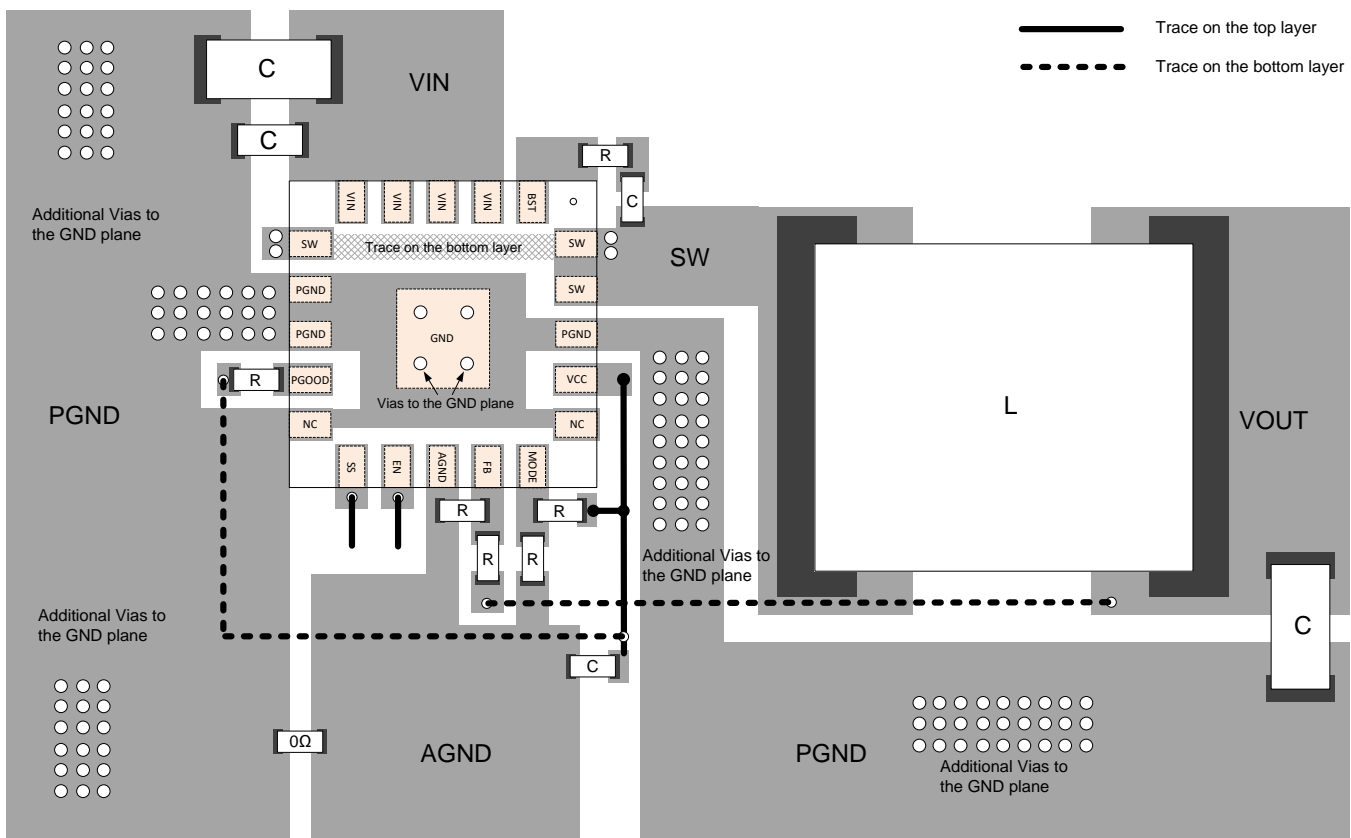 Trace on the top layer
Trace on the bottom layer
C
VIN
C
R
C
VIN
VIN
VIN
VIN
BST
Additional Vias to
the GND plane
SW
Trace on the bottom layer
SW
SW
PGND
SW
PGND
GND
PGND
R
PGOOD
VCC
Vias to the GND plane
L
PGND
VOUT
NC
NC
SS
EN
AGND
FB
MODE
R
R
R
R
Additional Vias to
the GND plane
Additional Vias to
the GND plane
C
C
0Ω
AGND
PGND
Additional Vias to
the GND plane